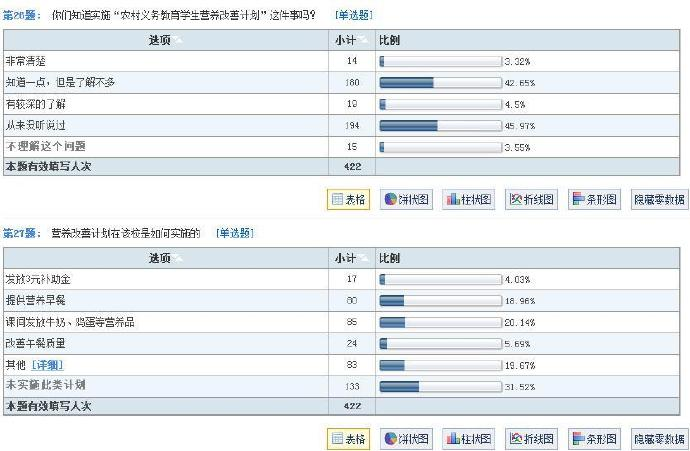 第26题： 你们知道实施“农村义务教育学生营养改善计划”这件事吗？ [单选题]
选项 小计 比例
非常清楚 14 3.32%
知道一点，但是了解不多 180 42.65%
有较深的了解 19 4.5%
从来没听说过 194 45.97%
不理解这个问题 15 3.55%
本题有效填写人次 422
表格 饼状图 柱状图 折线图 条形图 隐藏零数据
第27题： 营养改善计划在该校是如何实施的 [单选题]
选项 小计 比例
发放3元补助金 17 4.03%
提供营养早餐 80 18.96%
课间发放牛奶、鸡蛋等营养品 85 20.14%
改善午餐质量 24 5.69%
其他 [详细] 83 19.67%
未实施此类计划 133 31.52%
本题有效填写人次 422
表格 饼状图 柱状图 折线图 条形图 隐藏零数据